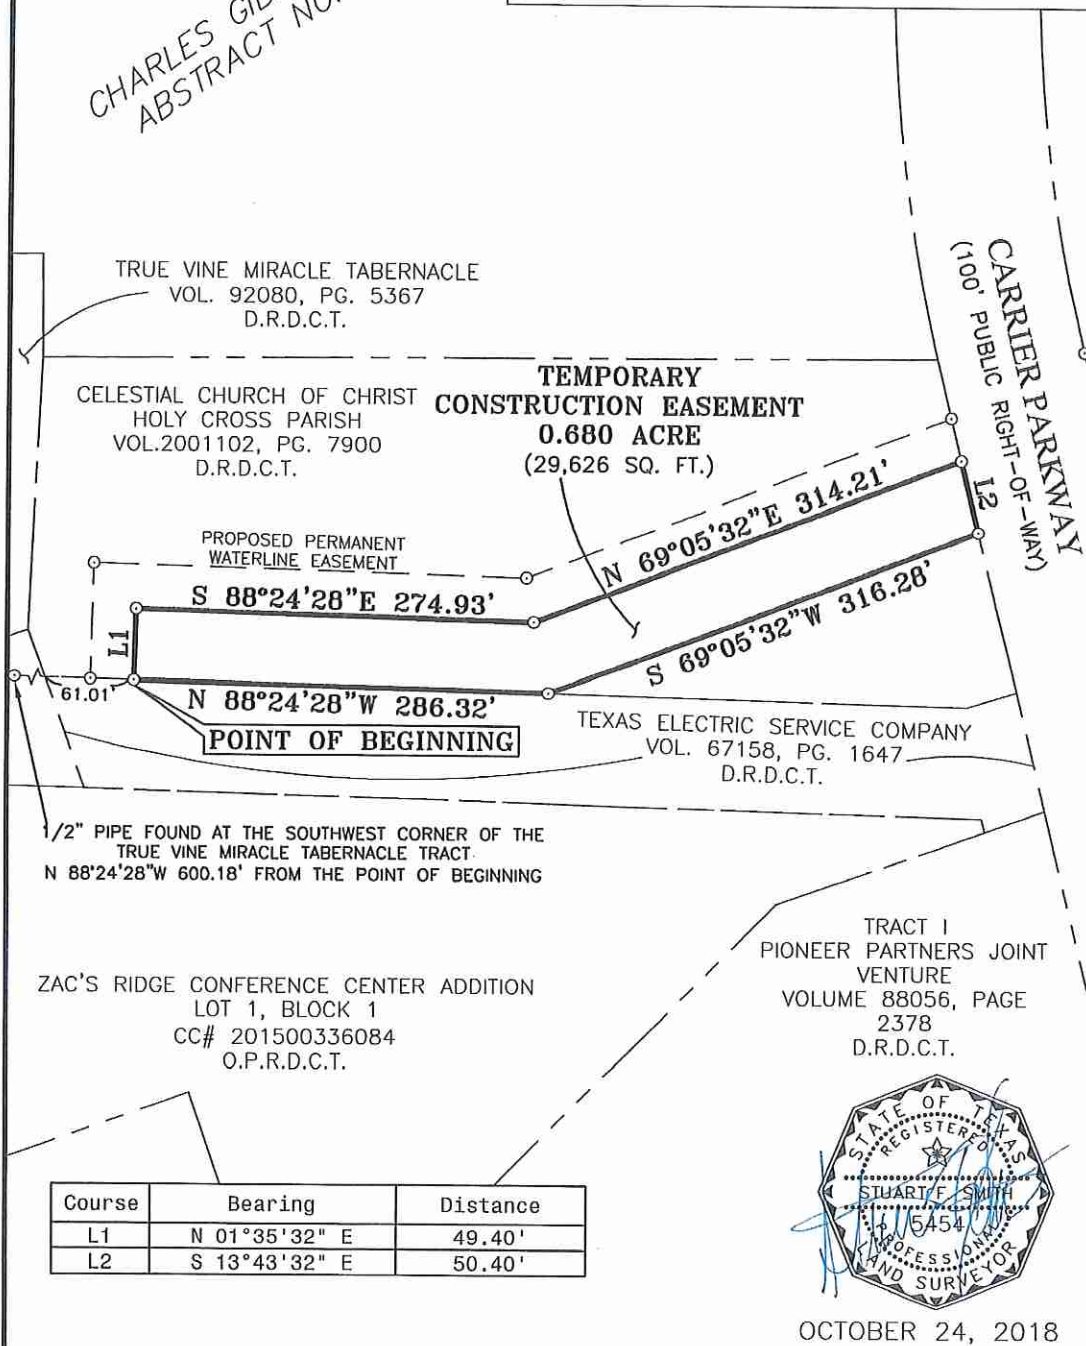 CHARLES
ABSTRACT
CARRIER PARKWAY
(100' PUBLIC RIGHT-OF-WAY)
TRUE VINE MIRACLE TABERNACLE
VOL. 92080, PG. 5367
D.R.D.C.T.
CELESTIAL CHURCH OF CHRIST
HOLY CROSS PARISH
VOL.2001102, PG. 7900
D.R.D.C.T.
TEMPORARY
CONSTRUCTION EASEMENT
0.680 ACRE
(29,626 SQ. FT.)
PROPOSED PERMANENT
WATERLINE EASEMENT
N 69°05'32"E 314.21'
L2
S 88°24'28"E 274.93'
L1
S 69°05'32"W 316.28'
61.01'
N 88°24'28"W 286.32'
POINT OF BEGINNING
TEXAS ELECTRIC SERVICE COMPANY
VOL. 67158, PG. 1647
D.R.D.C.T.
1/2" PIPE FOUND AT THE SOUTHWEST CORNER OF THE
TRUE VINE MIRACLE TABERNACLE TRACT
N 88°24'28"W 600.18' FROM THE POINT OF BEGINNING
TRACT I
PIONEER PARTNERS JOINT
VENTURE
VOLUME 88056, PAGE
2378
D.R.D.C.T.
ZAC'S RIDGE CONFERENCE CENTER ADDITION
LOT 1, BLOCK 1
CC# 201500336084
O.P.R.D.C.T.
Course Bearing Distance
L1 N 01°35'32" E 49.40'
L2 S 13°43'32" E 50.40'
STATE OF TEXAS
REGISTERED
STUART F. SMITH
5454
PROFESSIONAL
LAND SURVEYOR
OCTOBER 24, 2018